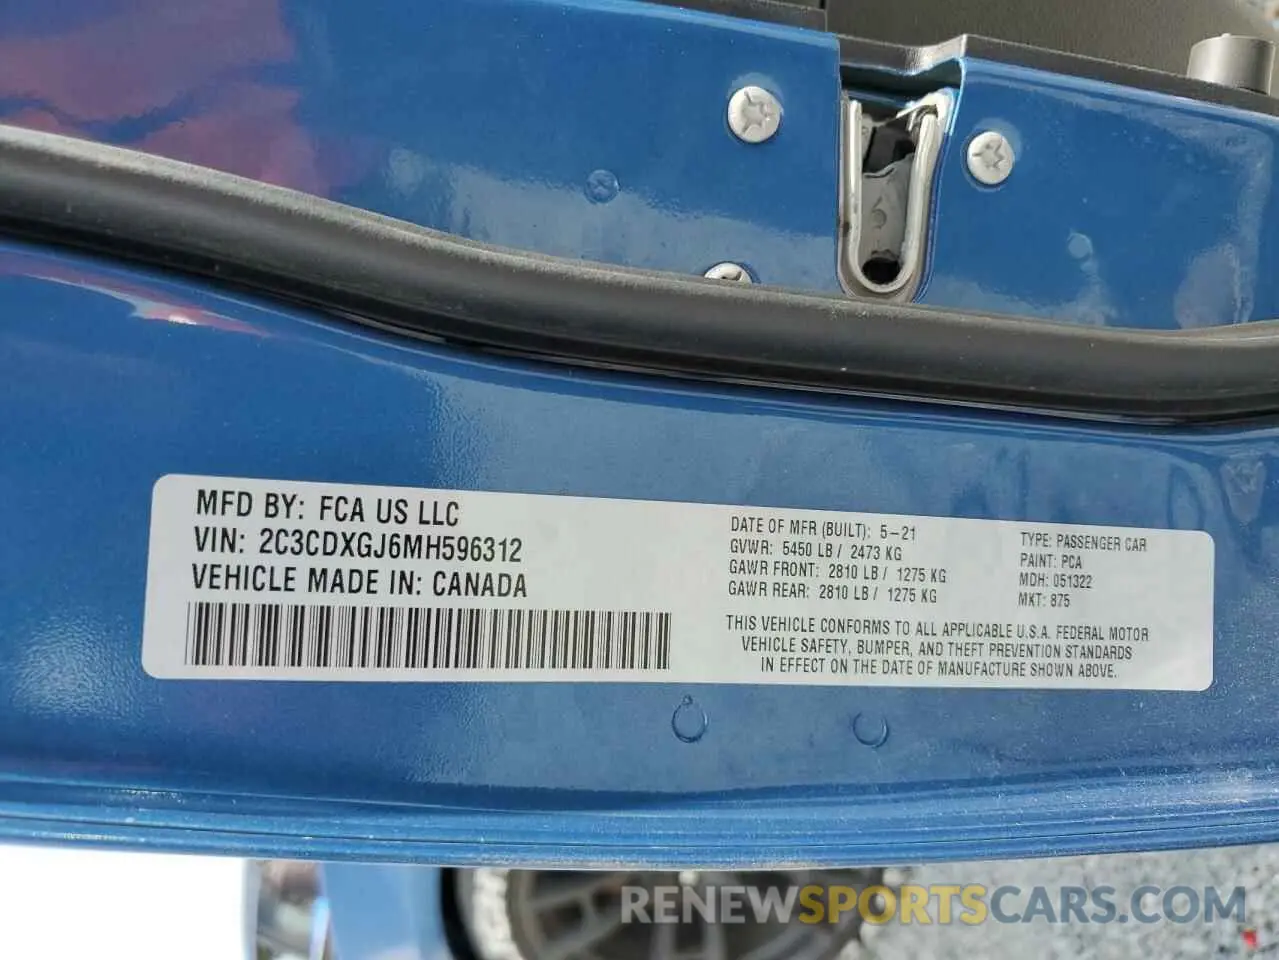 MFD BY: FCA US LLC
VIN: 2C3CDXGJ6MH596312
VEHICLE MADE IN: CANADA
DATE OF MFR (BUILT): 5-21
GVWR: 5450 LB / 2473 KG
GAWR FRONT: 2810 LB / 1275 KG
GAWR REAR: 2810 LB / 1275 KG
TYPE: PASSENGER CAR
PAINT: PCA
MDH: 051322
MKT: 875
THIS VEHICLE CONFORMS TO ALL APPLICABLE U.S.A. FEDERAL MOTOR
VEHICLE SAFETY, BUMPER, AND THEFT PREVENTION STANDARDS
IN EFFECT ON THE DATE OF MANUFACTURE SHOWN ABOVE.
RENEWSPORTSCARS.COM